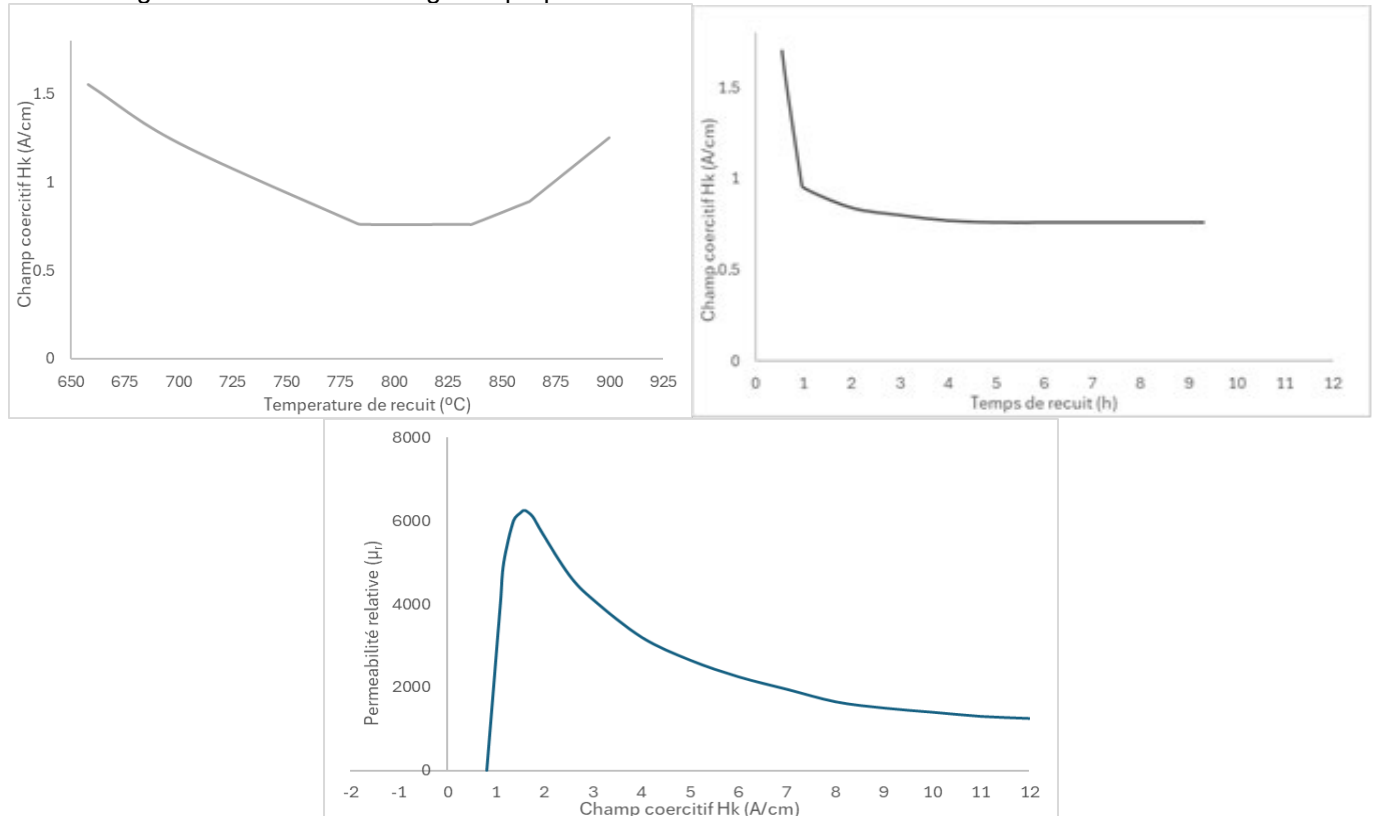 Champ coercitif Hk (A/cm)
1.5
1
0.5
0
650 675 700 725 750 775 800 825 850 875 900 925
Temperature de recuit (ºC)
Champ coercitif Hk (A/cm)
1.5
1
0.5
0
0 1 2 3 4 5 6 7 8 9 10 11 12
Temps de recuit (h)
Permeabilité relative (µr)
8000
6000
4000
2000
0
-2 -1 0 1 2 3 4 5 6 7 8 9 10 11 12
Champ coercitif Hk (A/cm)